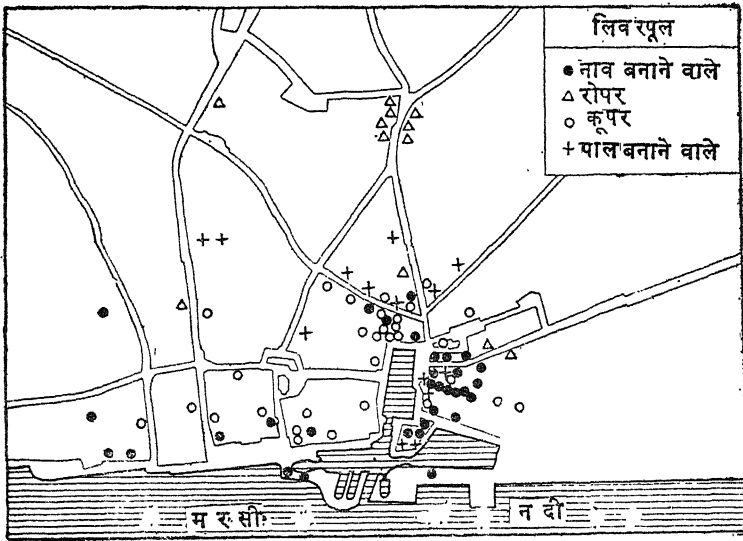 लिवरपूल
नाव बनाने वाले
रोपर
कूपर
पाल बनाने वाले
मरसी नदी